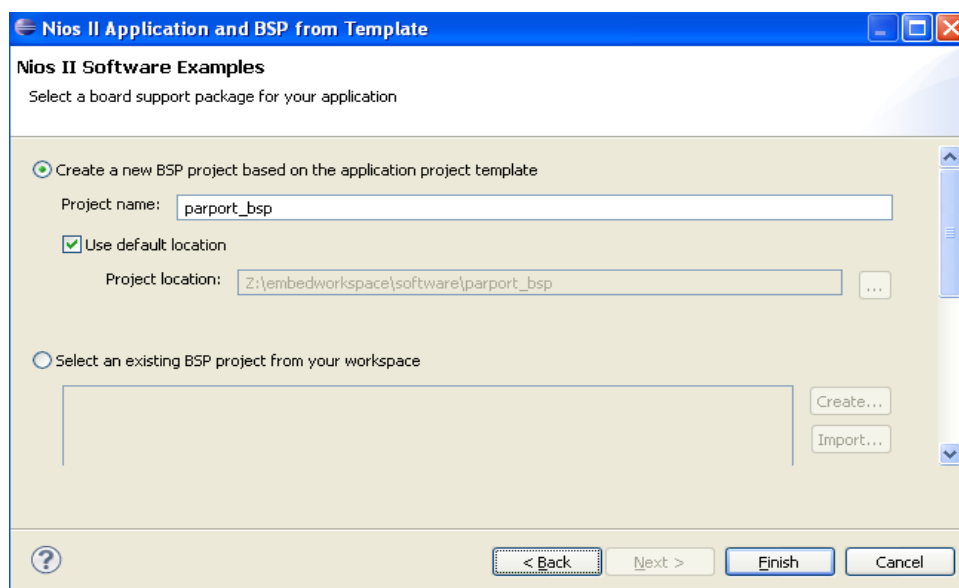 Nios II Application and BSP from Template
Nios II Software Examples
Select a board support package for your application
Create a new BSP project based on the application project template
Project name: parport_bsp
Use default location
Project location: Z:\embedworkspace\software\parport_bsp ...
Select an existing BSP project from your workspace
Create...
Import...
? < Back Next > Finish Cancel